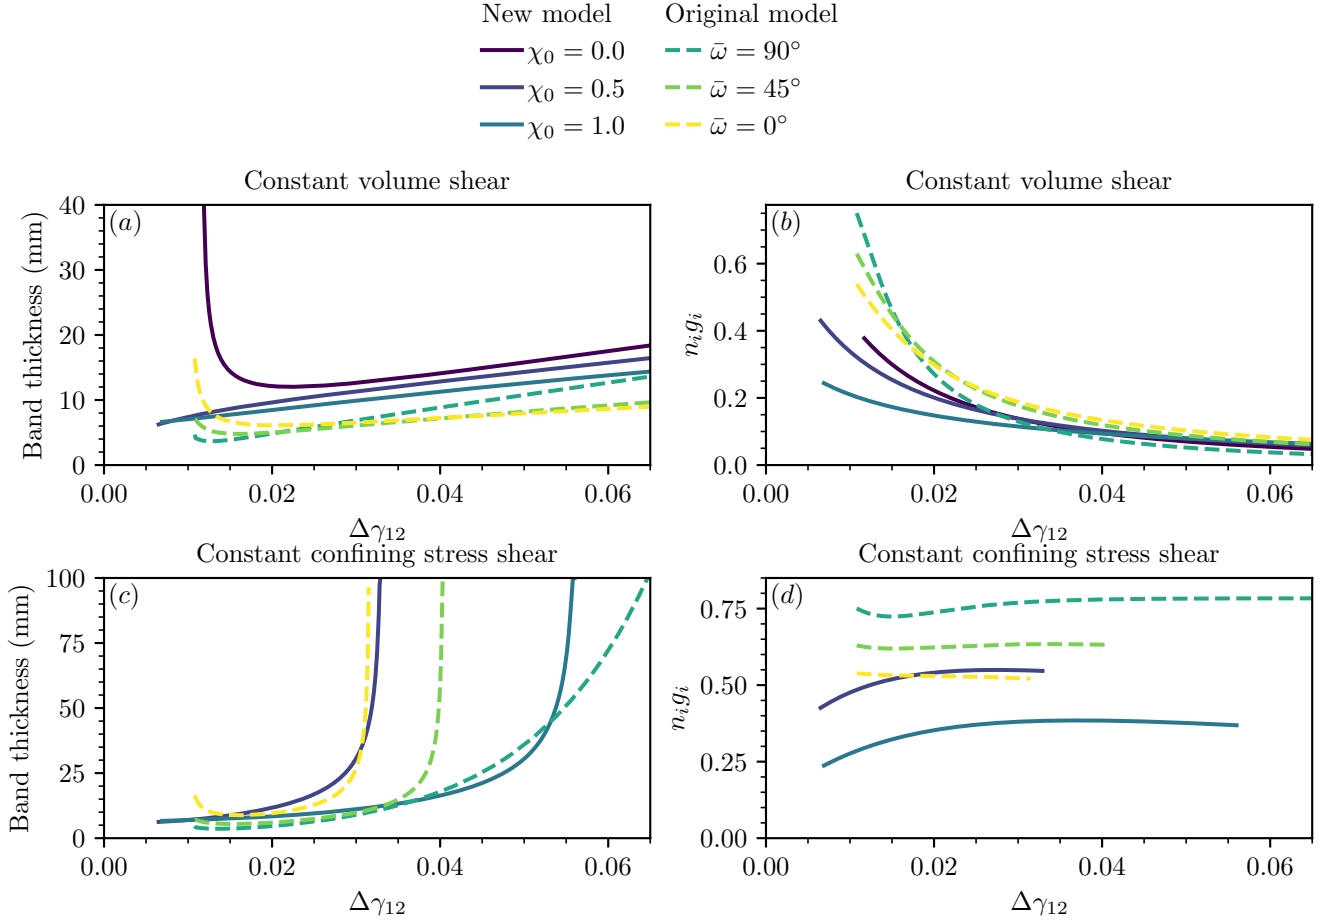 New model Original model
χ₀ = 0.0 ω̄ = 90°
χ₀ = 0.5 ω̄ = 45°
χ₀ = 1.0 ω̄ = 0°
Constant volume shear
(a)
Band thickness (mm)
40
30
20
10
0
0.00 0.02 0.04 0.06
Δγ₁₂
Constant volume shear
(b)
nᵢgᵢ
0.6
0.4
0.2
0.0
0.00 0.02 0.04 0.06
Δγ₁₂
Constant confining stress shear
(c)
Band thickness (mm)
100
75
50
25
0
0.00 0.02 0.04 0.06
Δγ₁₂
Constant confining stress shear
(d)
nᵢgᵢ
0.75
0.50
0.25
0.00
0.00 0.02 0.04 0.06
Δγ₁₂